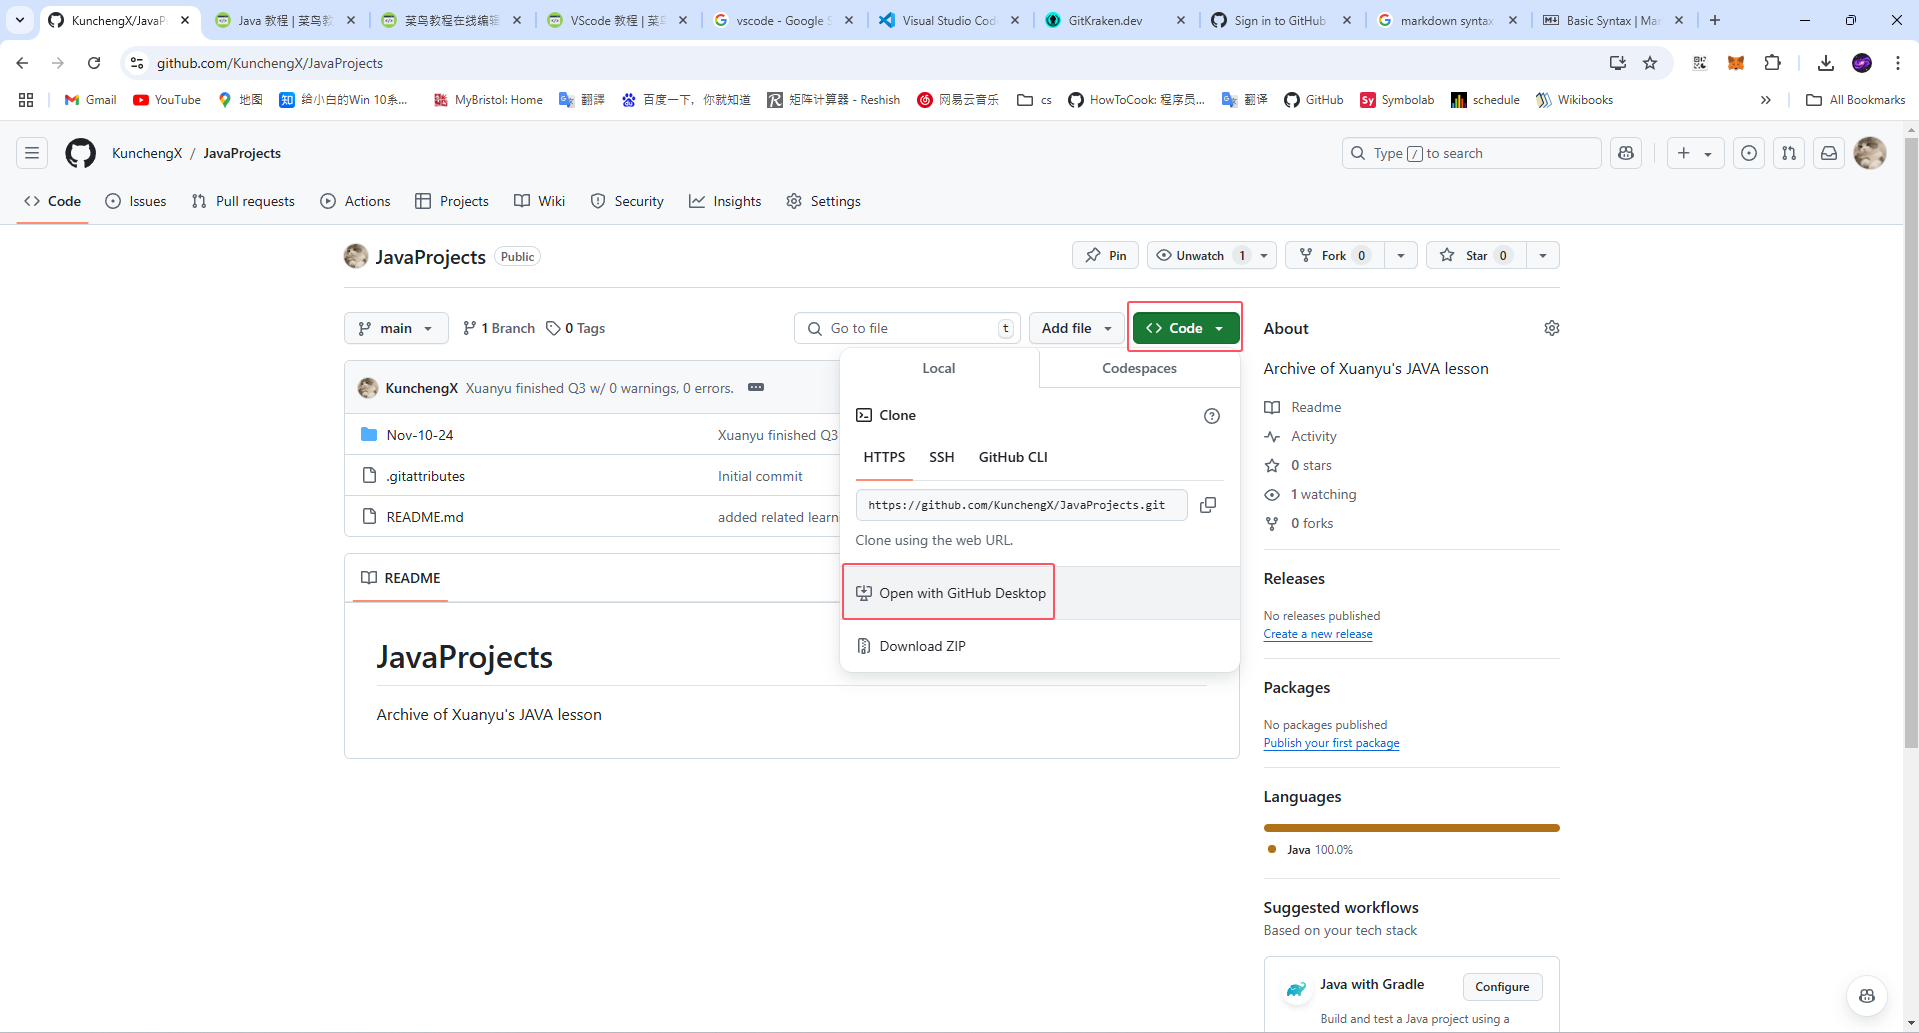 KunchengX/JavaP
Java 教程 | 菜鸟教
菜鸟教程在线编辑
VScode 教程 | 菜鸟
vscode - Google S
Visual Studio Cod
GitKraken.dev
Sign in to GitHub
markdown syntax
Basic Syntax | Mar
github.com/KunchengX/JavaProjects
Gmail
YouTube
地图
给小白的Win 10系...
MyBristol: Home
翻譯
百度一下，你就知道
矩阵计算器 - Reshish
网易云音乐
cs
HowToCook: 程序员...
翻译
GitHub
Symbolab
schedule
Wikibooks
All Bookmarks
KunchengX / JavaProjects
Type / to search
Code
Issues
Pull requests
Actions
Projects
Wiki
Security
Insights
Settings
JavaProjects
Public
Pin
Unwatch 1
Fork 0
Star 0
main
1 Branch
0 Tags
Go to file
t
Add file
Code
KunchengX Xuanyu finished Q3 w/ 0 warnings, 0 errors.
Nov-10-24
Xuanyu finished Q3
.gitattributes
Initial commit
README.md
added related learn
Local
Codespaces
Clone
HTTPS
SSH
GitHub CLI
https://github.com/KunchengX/JavaProjects.git
Clone using the web URL.
Open with GitHub Desktop
Download ZIP
README
JavaProjects
Archive of Xuanyu's JAVA lesson
About
Archive of Xuanyu's JAVA lesson
Readme
Activity
0 stars
1 watching
0 forks
Releases
No releases published
Create a new release
Packages
No packages published
Publish your first package
Languages
Java 100.0%
Suggested workflows
Based on your tech stack
Java with Gradle
Configure
Build and test a Java project using a